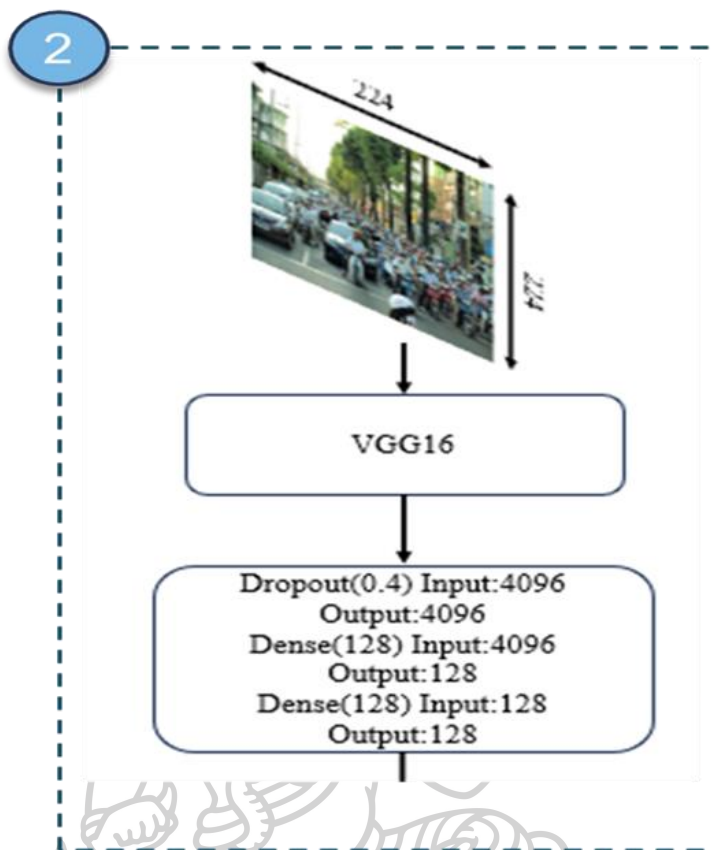 2
224
224
VGG16
Dropout(0.4) Input:4096
Output:4096
Dense(128) Input:4096
Output:128
Dense(128) Input:128
Output:128